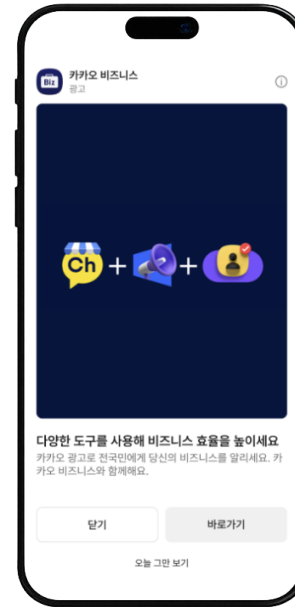 Biz
카카오 비즈니스
광고
Ch + +
다양한 도구를 사용해 비즈니스 효율을 높이세요
카카오 광고로 전국민에게 당신의 비즈니스를 알리세요. 카
카오 비즈니스와 함께해요.
닫기
바로가기
오늘 그만 보기